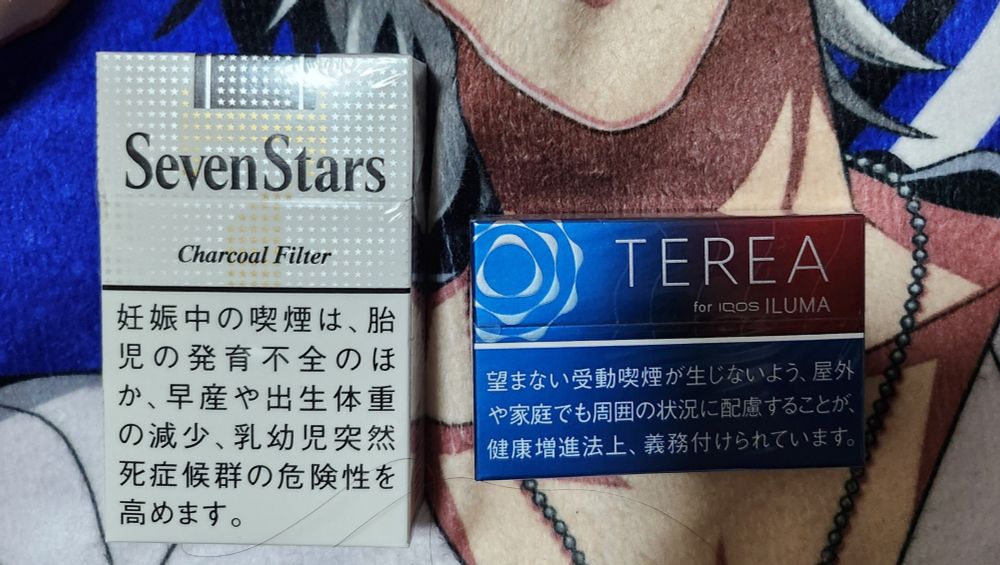 Seven Stars
Charcoal Filter
妊娠中の喫煙は、胎
児の発育不全のほ
か、早産や出生体重
の減少、乳幼児突然
死症候群の危険性を
高めます。
TEREA
for IQOS ILUMA
望まない受動喫煙が生じないよう、屋外
や家庭でも周囲の状況に配慮することが、
健康増進法上、義務付けられています。